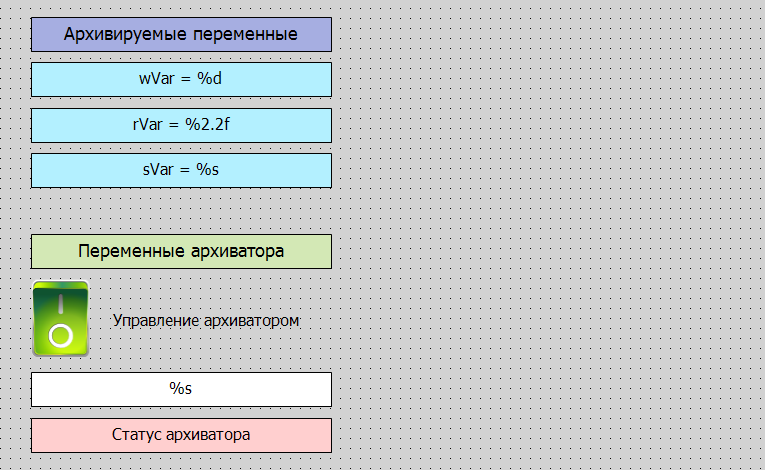 Архивируемые переменные
wVar = %d
rVar = %2.2f
sVar = %s
Переменные архиватора
Управление архиватором
%s
Статус архиватора